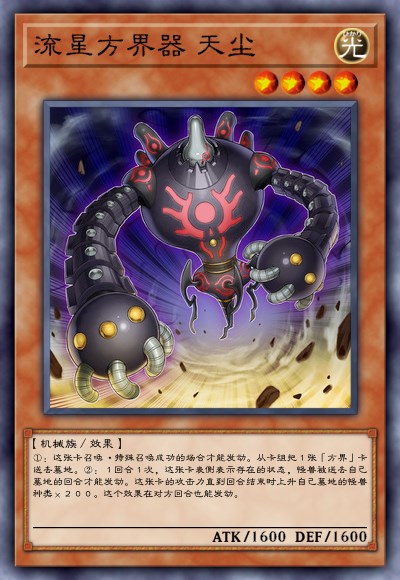 流星方界器 天尘
光
【机械族／效果】
①：这张卡召唤·特殊召唤成功的场合才能发动。从卡组把1张「方界」卡
送去墓地。②：1回合1次，这张卡表侧表示存在的状态，怪兽被送去自己
墓地的回合才能发动。这张卡的攻击力直到回合结束时上升自己墓地的怪兽
种类×200。这个效果在对方回合也能发动。
ATK/1600 DEF/1600